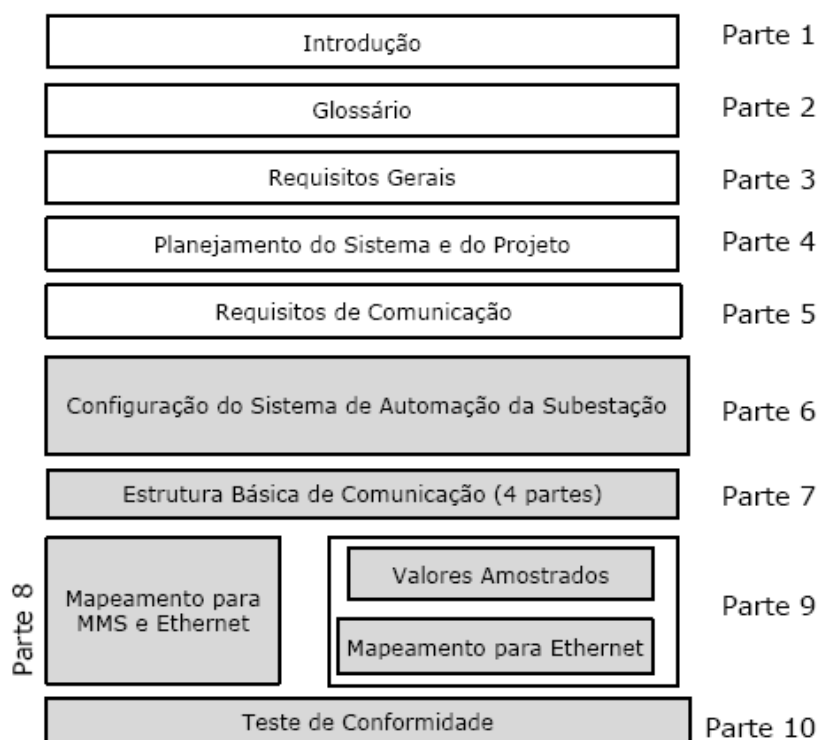 Introdução
Parte 1
Glossário
Parte 2
Requisitos Gerais
Parte 3
Planejamento do Sistema e do Projeto
Parte 4
Requisitos de Comunicação
Parte 5
Configuração do Sistema de Automação da Subestação
Parte 6
Estrutura Básica de Comunicação (4 partes)
Parte 7
Parte 8
Mapeamento para
MMS e Ethernet
Valores Amostrados
Mapeamento para Ethernet
Parte 9
Teste de Conformidade
Parte 10